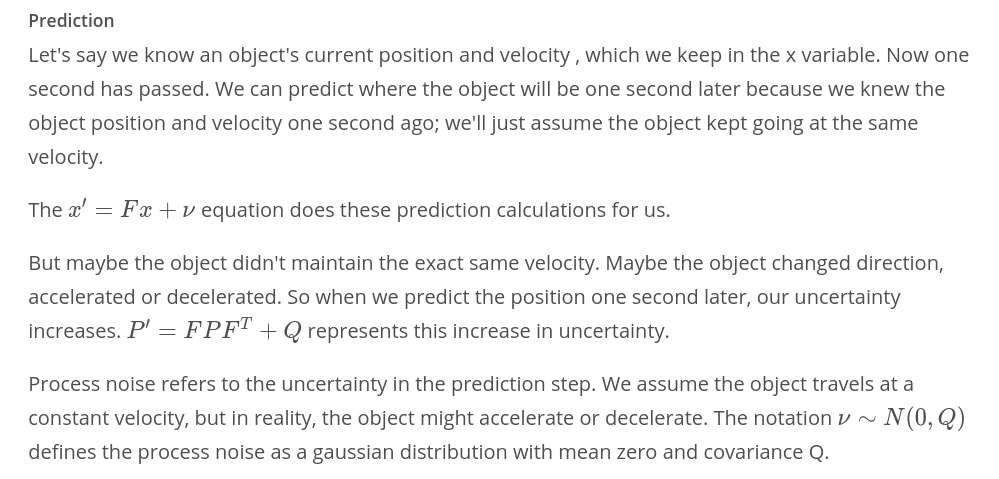 Prediction
Let's say we know an object's current position and velocity , which we keep in the x variable. Now one
second has passed. We can predict where the object will be one second later because we knew the
object position and velocity one second ago; we'll just assume the object kept going at the same
velocity.
The x′ = Fx + ν equation does these prediction calculations for us.
But maybe the object didn't maintain the exact same velocity. Maybe the object changed direction,
accelerated or decelerated. So when we predict the position one second later, our uncertainty
increases. P′ = FPFᵀ + Q represents this increase in uncertainty.
Process noise refers to the uncertainty in the prediction step. We assume the object travels at a
constant velocity, but in reality, the object might accelerate or decelerate. The notation ν ∼ N(0, Q)
defines the process noise as a gaussian distribution with mean zero and covariance Q.